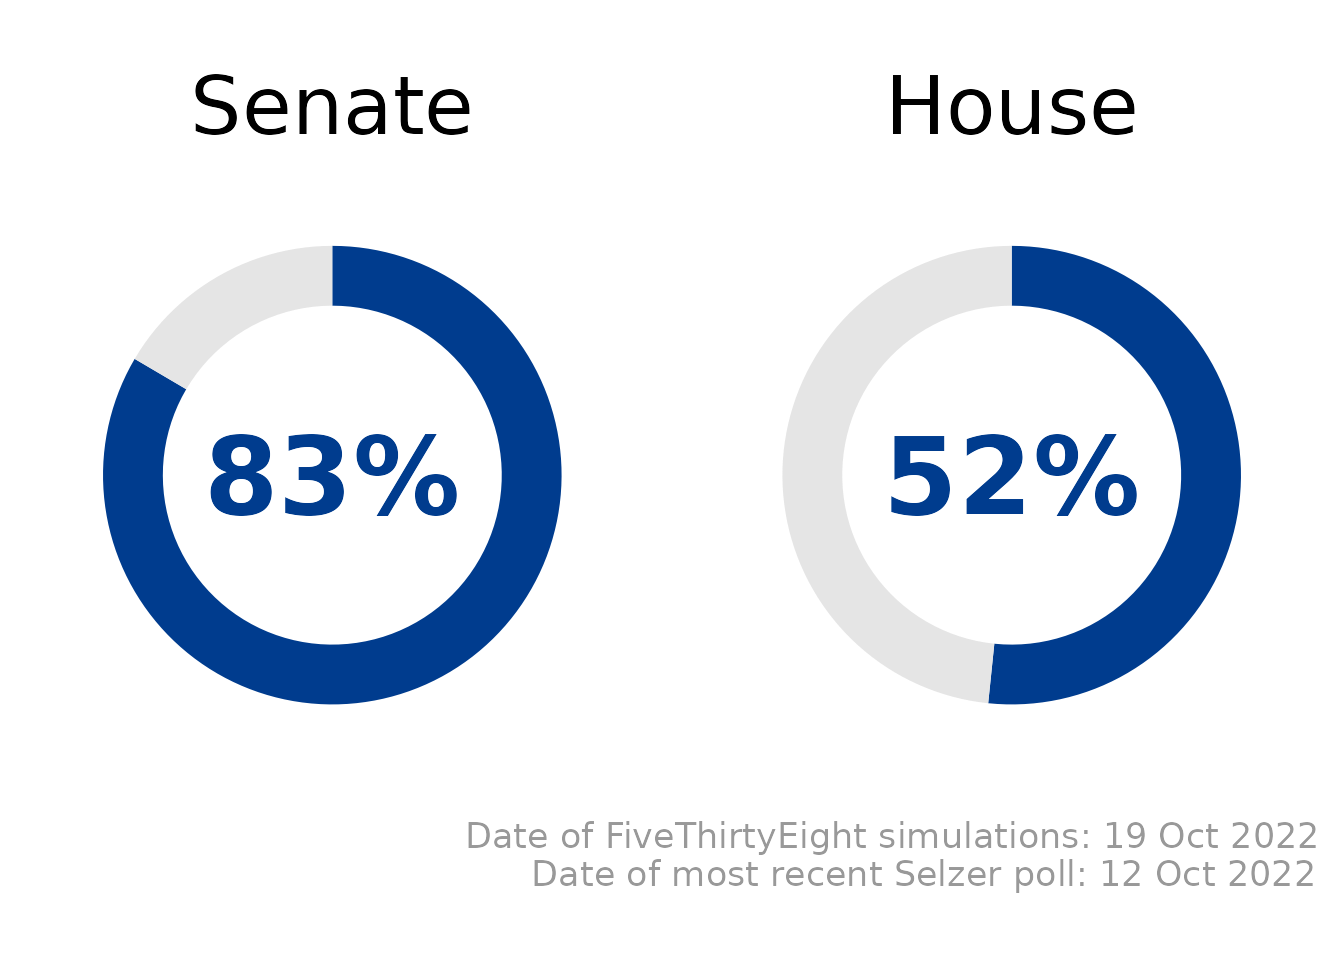 Senate
House
83%
52%
Date of FiveThirtyEight simulations: 19 Oct 2022
Date of most recent Selzer poll: 12 Oct 2022